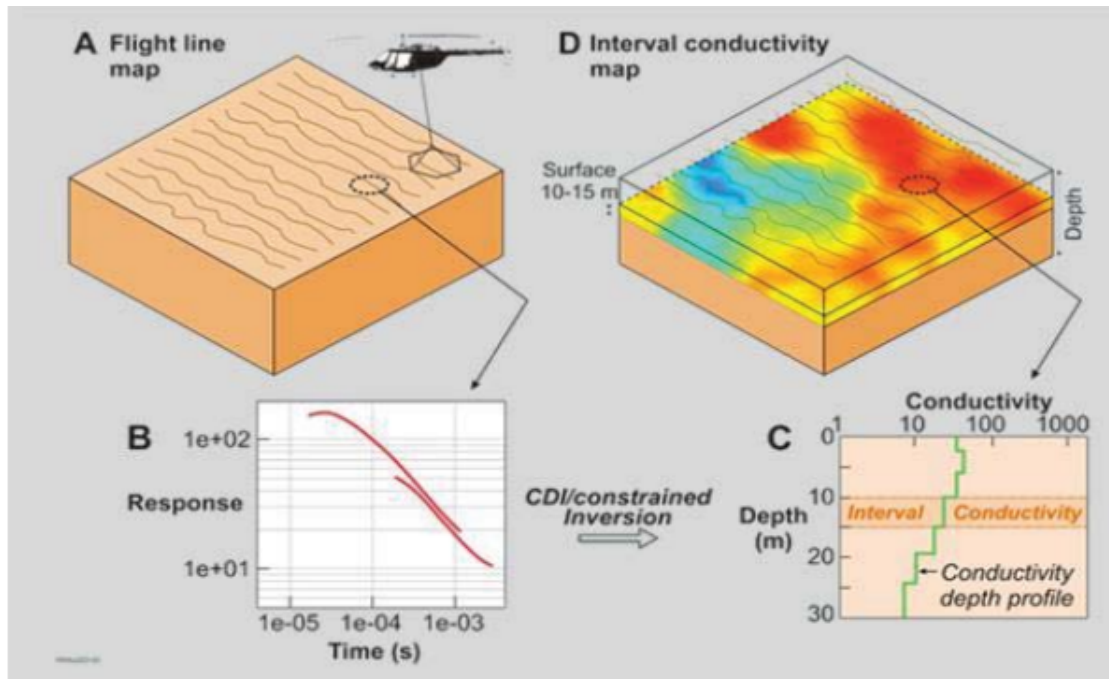 A Flight line
map
D Interval conductivity
map
Surface
10-15 m
Depth
B
1e+02
Response
1e+01
1e-05 1e-04 1e-03
Time (s)
CDI/constrained
Inversion
C
Conductivity
1 10 100 1000
0
10
Interval Conductivity
Depth
(m)
20
Conductivity
depth profile
30